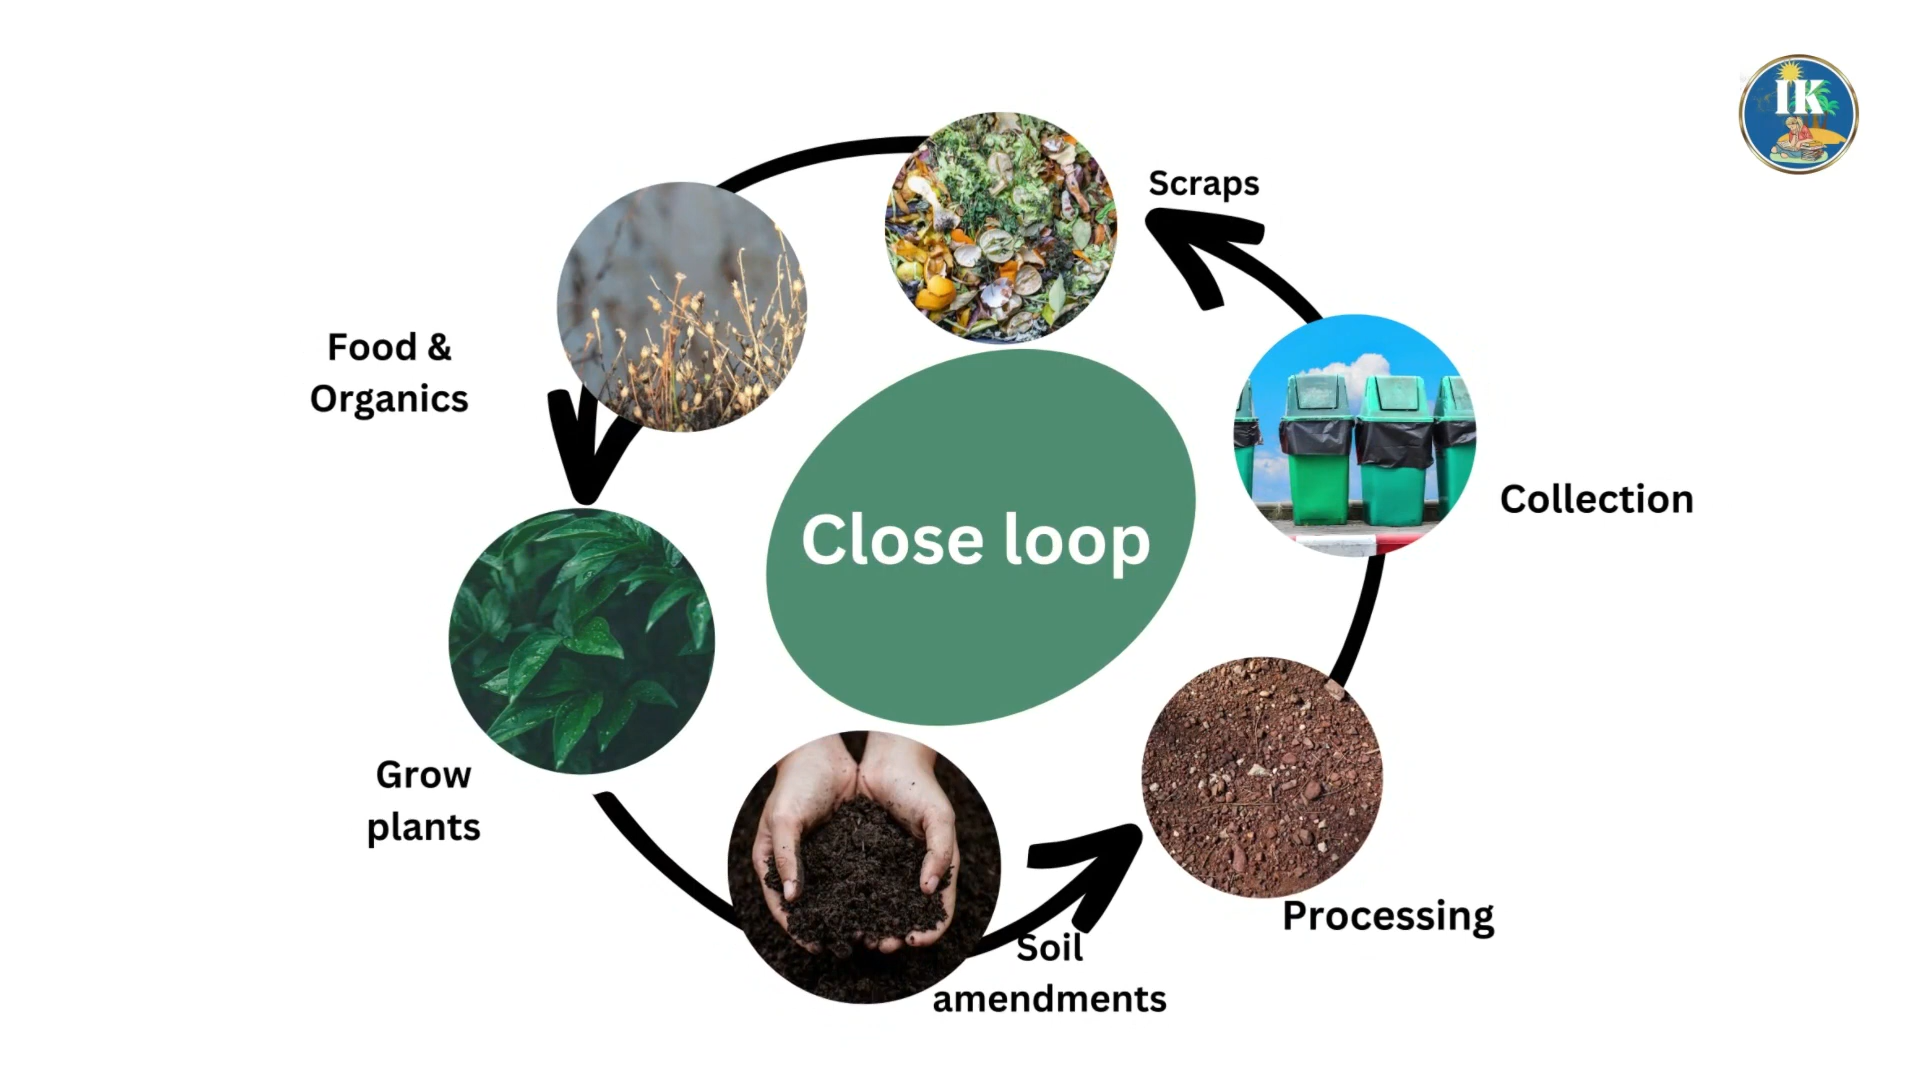 IK
Scraps
Food &
Organics
Close loop
Collection
Grow
plants
Processing
Soil
amendments